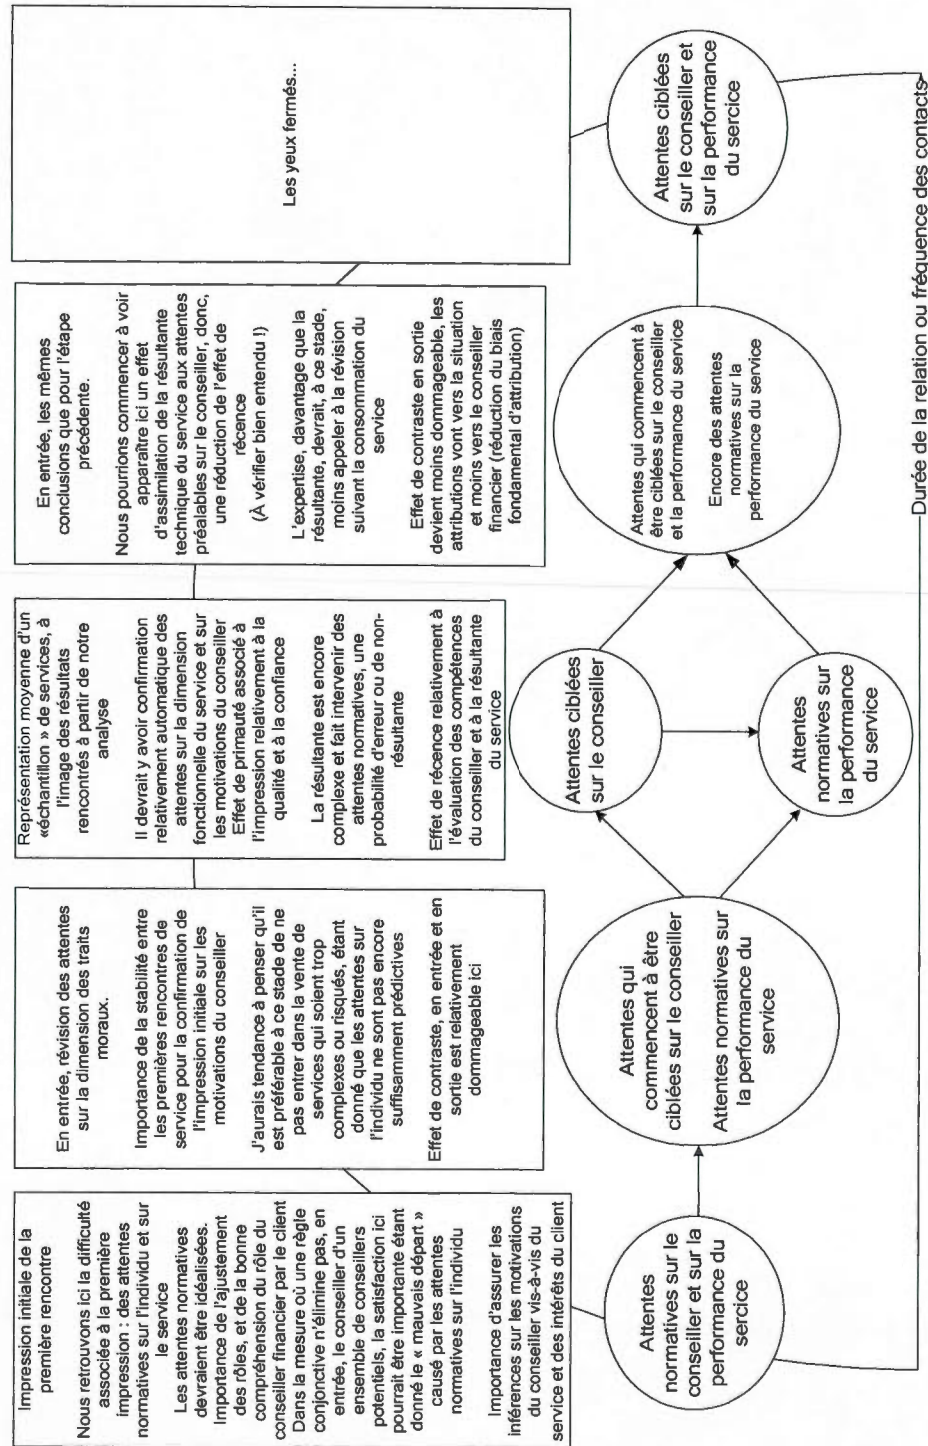 Impression initiale de la
première rencontre
Nous retrouvons ici la difficulté
associée à la première
impression : des attentes
normatives sur l'individu et sur
le service
Les attentes normatives
devraient être idéalisées.
Importance de l'ajustement
des rôles, et de la bonne
compréhension du rôle du
conseiller financier par le client
Dans la mesure où une règle
conjonctive n'élimine pas, en
entrée, le conseiller d'un
ensemble de conseillers
potentiels, la satisfaction ici
pourrait être importante étant
donné le « mauvais départ »
causé par les attentes
normatives sur l'individu
Importance d'assurer les
inférences sur les motivations
du conseiller vis-à-vis du
service et des intérêts du client
En entrée, révision des attentes
sur la dimension des traits
moraux.
Importance de la stabilité entre
les premières rencontres de
service pour la confirmation de
l'impression initiale sur les
motivations du conseiller
J'aurais tendance à penser qu'il
est préférable à ce stade de ne
pas entrer dans la vente de
services qui soient trop
complexes ou risqués, étant
donné que les attentes sur
l'individu ne sont pas encore
suffisamment prédictives
Effet de contraste, en entrée et en
sortie est relativement
dommageable ici
Représentation moyenne d'un
«échantillon » de services, à
l'image des résultats
rencontrés à partir de notre
analyse
Il devrait y avoir confirmation
relativement automatique des
attentes sur la dimension
fonctionnelle du service et sur
les motivations du conseiller
Effet de primauté associé à
l'impression relativement à la
qualité et à la confiance
La résultante est encore
complexe et fait intervenir des
attentes normatives, une
probabilité d'erreur ou de non-
résultante
Effet de récence relativement à
l'évaluation des compétences
du conseiller et à la résultante
du service
En entrée, les mêmes
conclusions que pour l'étape
précédente.
Nous pourrions commencer à voir
apparaître ici un effet
d'assimilation de la résultante
technique du service aux attentes
préalables sur le conseiller, donc,
une réduction de l'effet de
récence
(À vérifier bien entendu !)
L'expertise, davantage que la
résultante, devrait, à ce stade,
moins appeler à la révision
suivant la consommation du
service
Effet de contraste en sortie
devient moins dommageable, les
attributions vont vers la situation
et moins vers le conseiller
financier (réduction du biais
fondamental d'attribution)
Les yeux fermés...
Attentes
normatives sur le
conseiller et sur la
performance du
sercice
Attentes qui
commencent à être
ciblées sur le conseiller
Attentes normatives sur
la performance du
service
Attentes ciblées
sur le conseiller
Attentes
normatives sur
la performance
du service
Attentes qui commencent à
être ciblées sur le conseiller
et la performance du service
Encore des attentes
normatives sur la
performance du service
Attentes ciblées
sur le conseiller et
sur la performance
du sercice
Durée de la relation ou fréquence des contacts